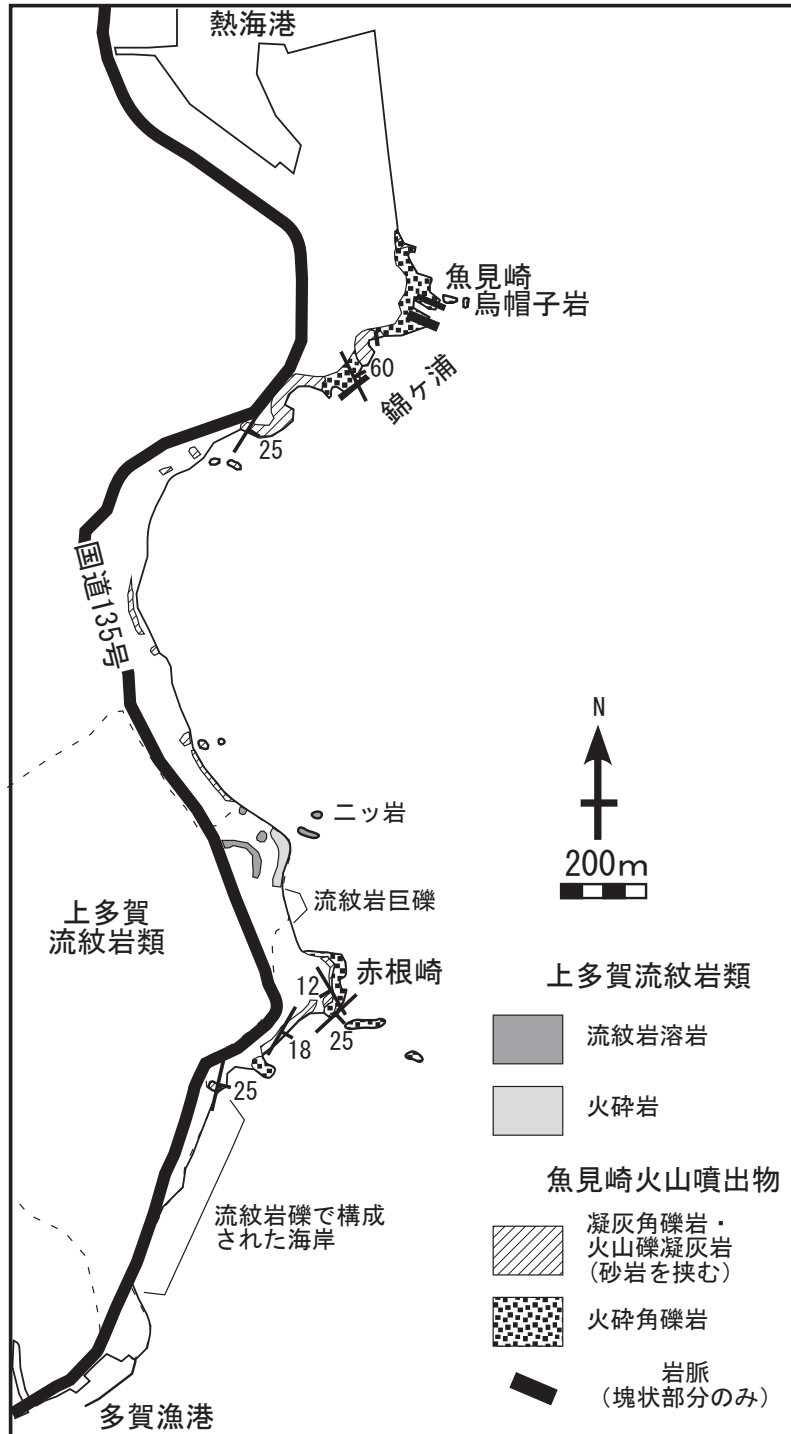 熱海港
魚見崎
烏帽子岩
60
錦ヶ浦
25
国道135号
N
200m
二ッ岩
流紋岩巨礫
上多賀
流紋岩類
赤根崎
12
18
25
25
流紋岩礫で構成
された海岸
多賀漁港
上多賀流紋岩類
流紋岩溶岩
火砕岩
魚見崎火山噴出物
凝灰角礫岩・
火山礫凝灰岩
(砂岩を挟む)
火砕角礫岩
岩脈
(塊状部分のみ)